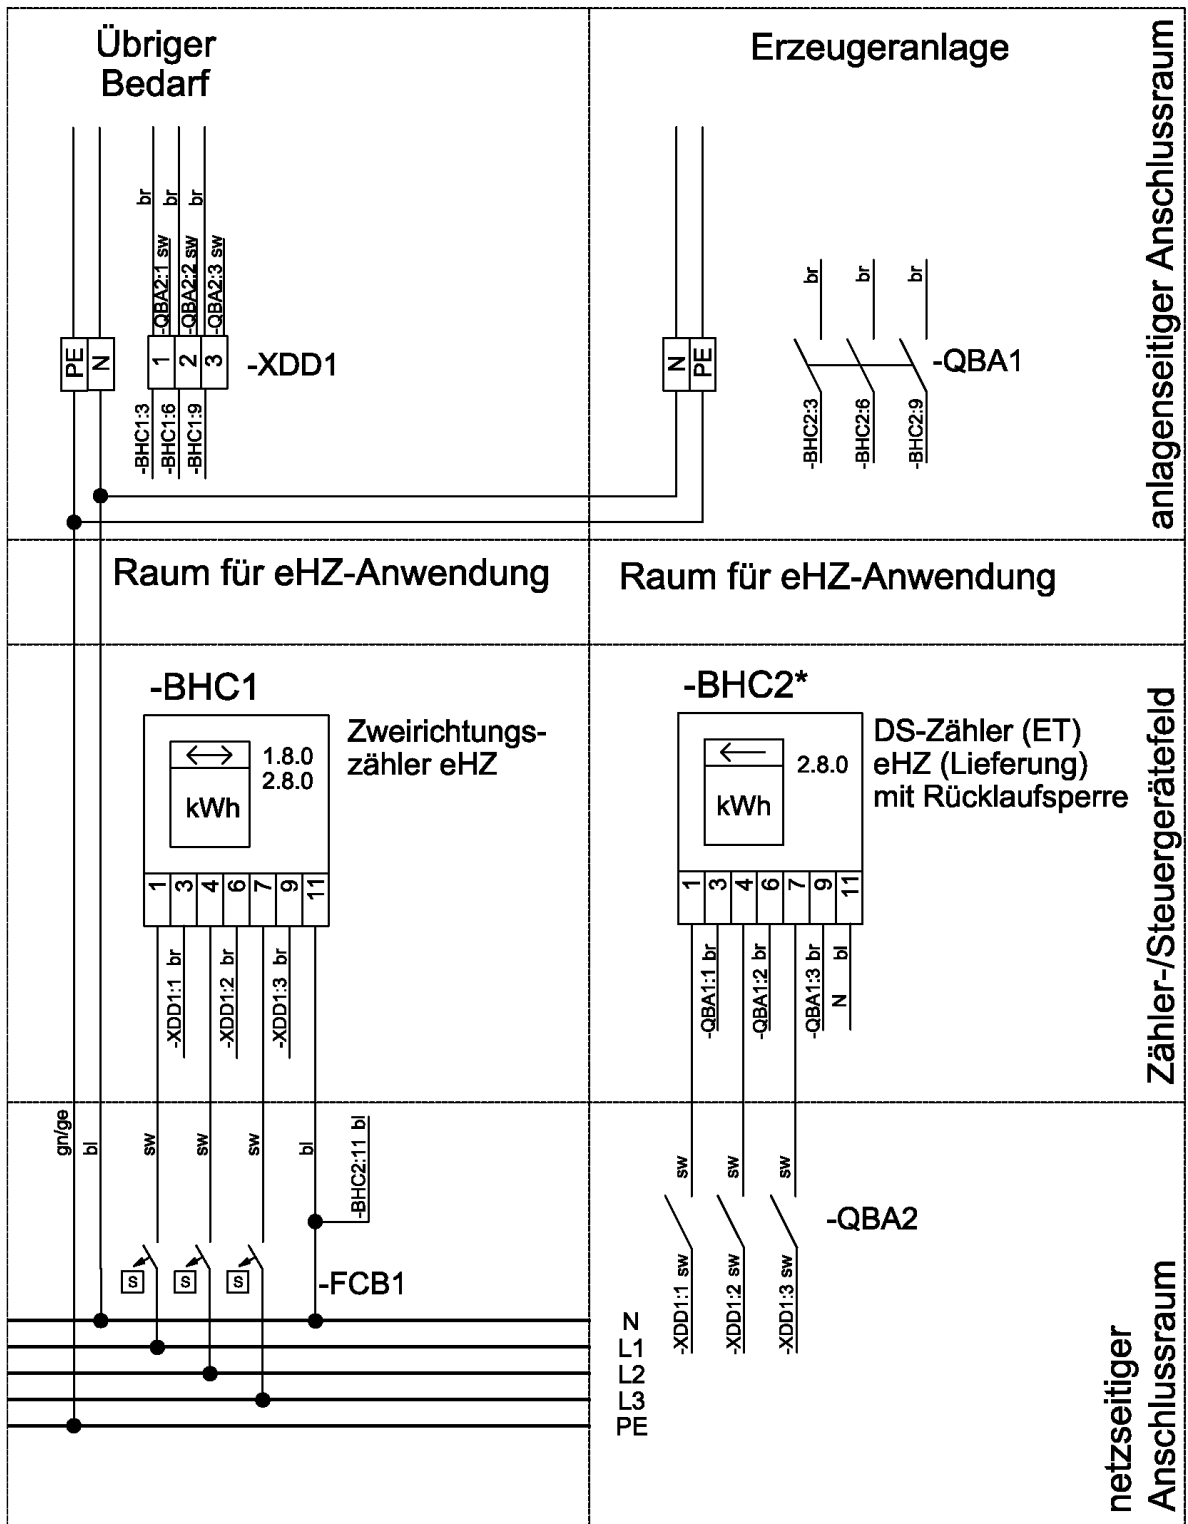 Übriger
Bedarf
Erzeugeranlage
anlagenseitiger Anschlussraum
br
br
br
-QBA2:1 sw
-QBA2:2 sw
-QBA2:3 sw
PE
N
1
2
3
-XDD1
-BHC1:3
-BHC1:6
-BHC1:9
N
PE
br
br
br
-QBA1
-BHC2:3
-BHC2:6
-BHC2:9
Raum für eHZ-Anwendung
Raum für eHZ-Anwendung
-BHC1
Zweirichtungs-
zähler eHZ
1.8.0
2.8.0
kWh
1
3
4
6
7
9
11
-XDD1:1 br
-XDD1:2 br
-XDD1:3 br
-BHC2*
DS-Zähler (ET)
eHZ (Lieferung)
mit Rücklaufsperre
2.8.0
kWh
1
3
4
6
7
9
11
-QBA1:1 br
-QBA1:2 br
-QBA1:3 br
N bl
Zähler-/Steuergerätefeld
gn/ge
bl
sw
sw
sw
bl
-BHC2:11 bl
S
S
S
-FCB1
sw
sw
sw
-QBA2
-XDD1:1 sw
-XDD1:2 sw
-XDD1:3 sw
N
L1
L2
L3
PE
netzseitiger
Anschlussraum